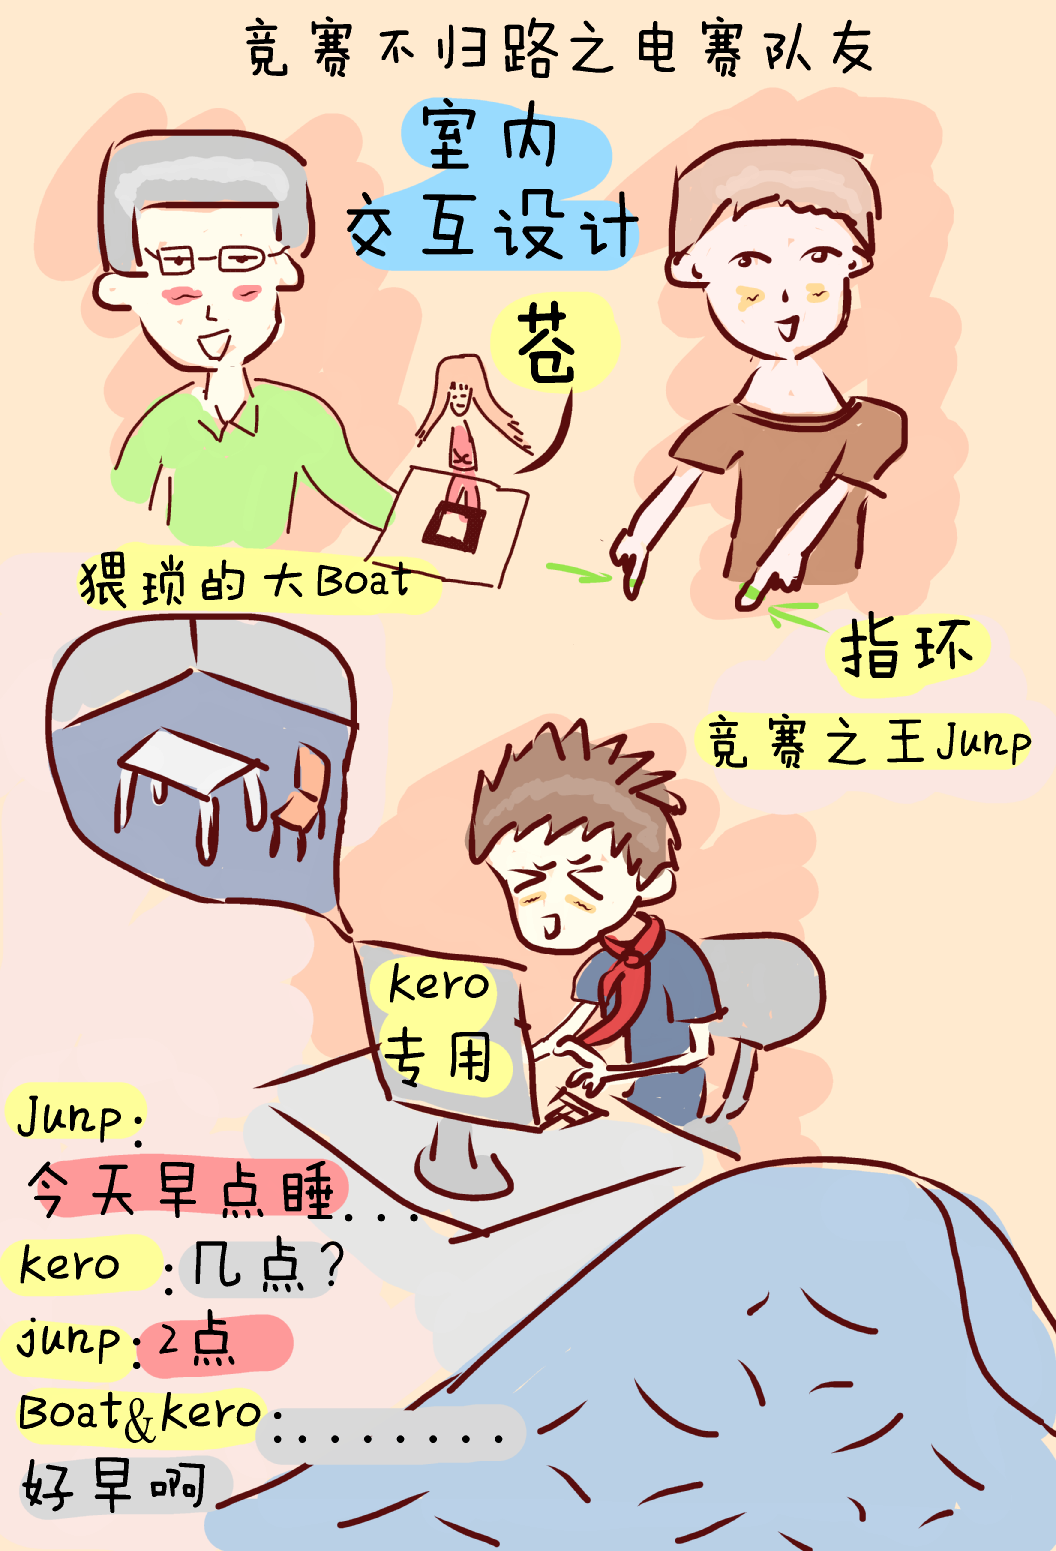 竞赛不归路之电赛队友
室内
交互设计
苍
猥琐的大Boat
指环
竞赛之王Junp
kero
专用
Junp:
今天早点睡...
kero:几点?
junp:2点
Boat&kero:........
好早啊